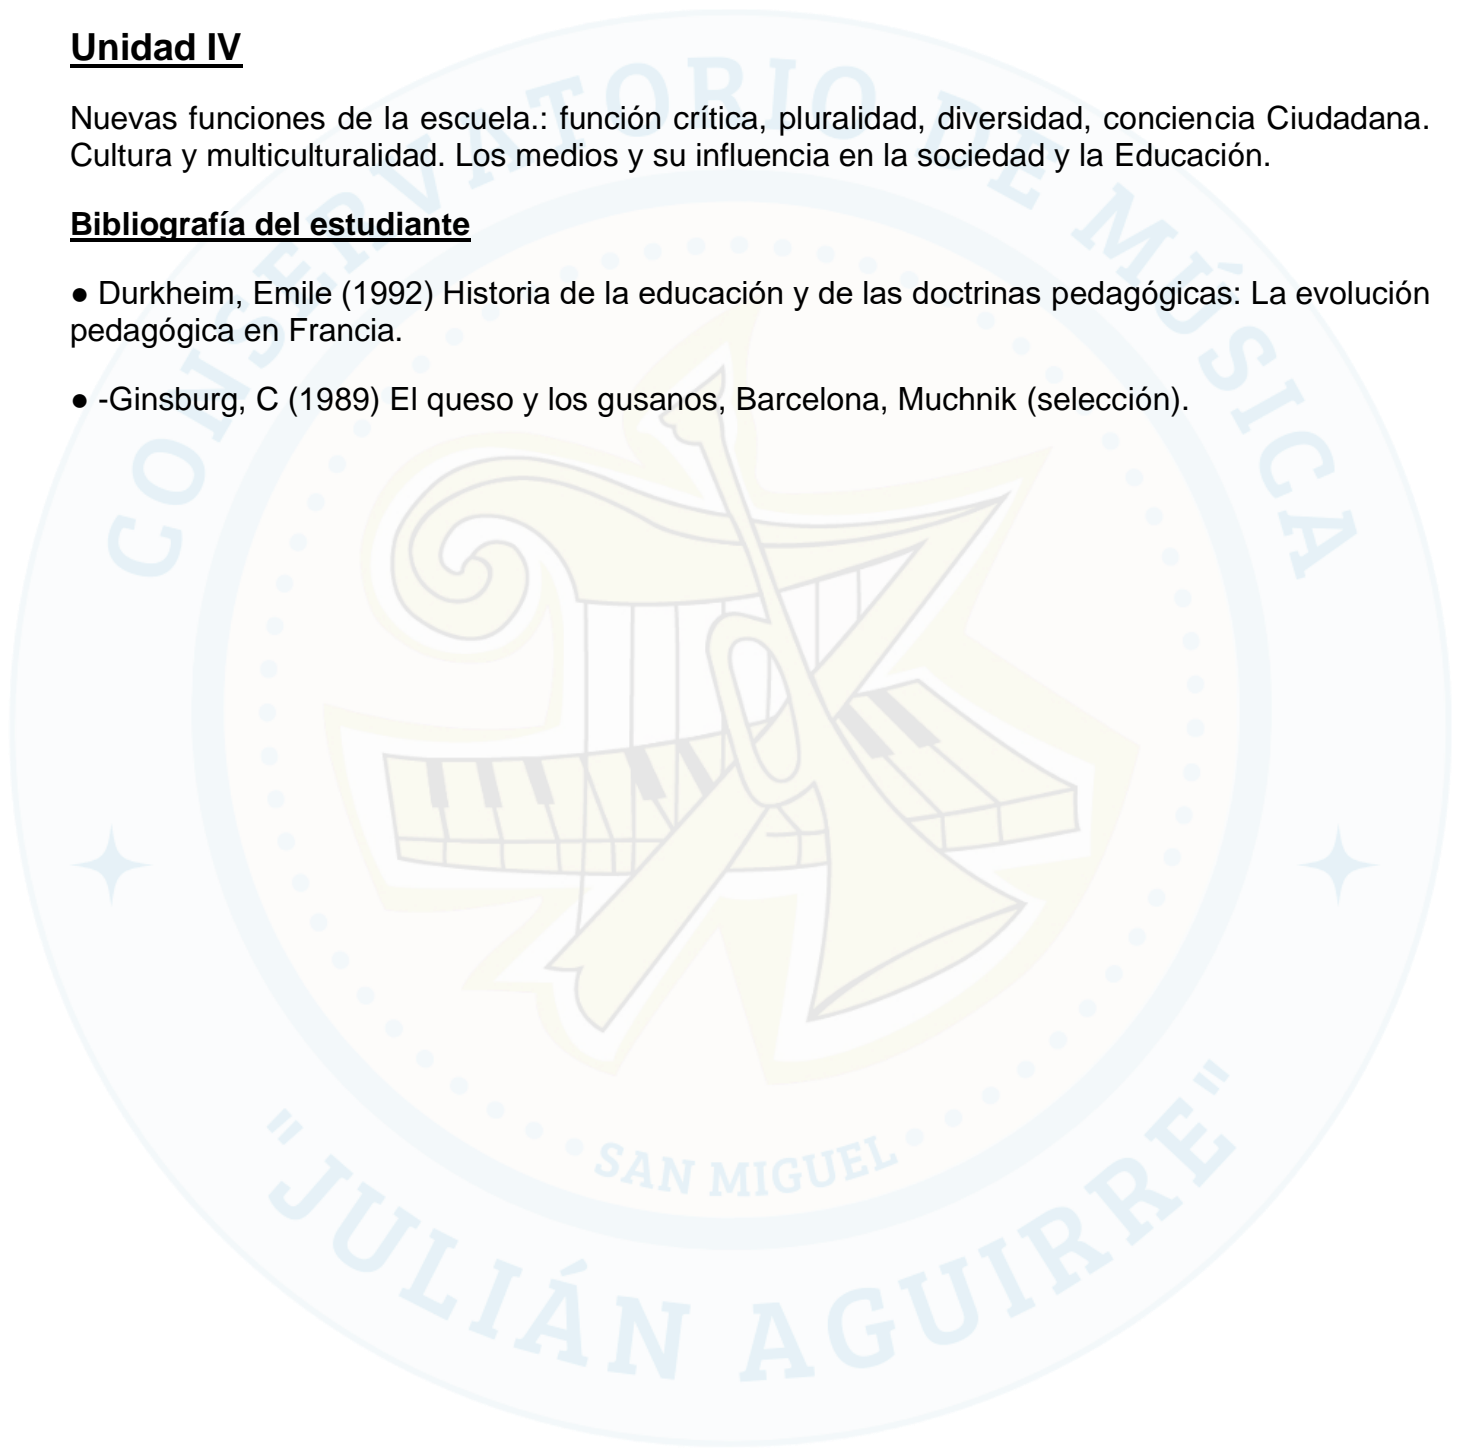 Unidad IV
Nuevas funciones de la escuela.: función crítica, pluralidad, diversidad, conciencia Ciudadana.
Cultura y multiculturalidad. Los medios y su influencia en la sociedad y la Educación.
Bibliografía del estudiante
● Durkheim, Emile (1992) Historia de la educación y de las doctrinas pedagógicas: La evolución
pedagógica en Francia.
● -Ginsburg, C (1989) El queso y los gusanos, Barcelona, Muchnik (selección).
CONSERVATORIO DE MÚSICA
SAN MIGUEL
"JULIÁN AGUIRRE"